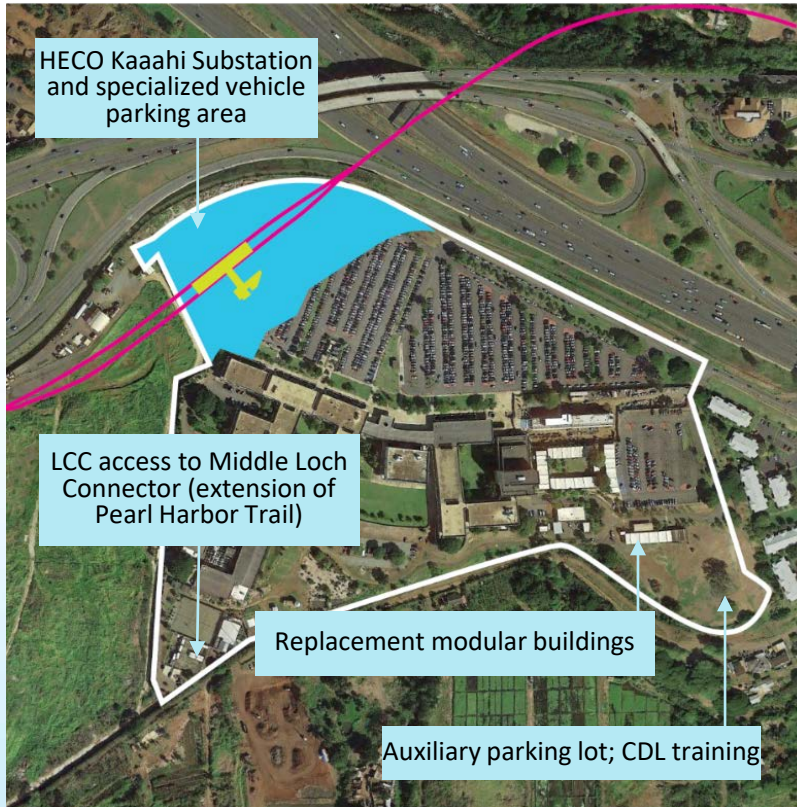 HECO Kaaahi Substation
and specialized vehicle
parking area
LCC access to Middle Loch
Connector (extension of
Pearl Harbor Trail)
Replacement modular buildings
Auxiliary parking lot; CDL training